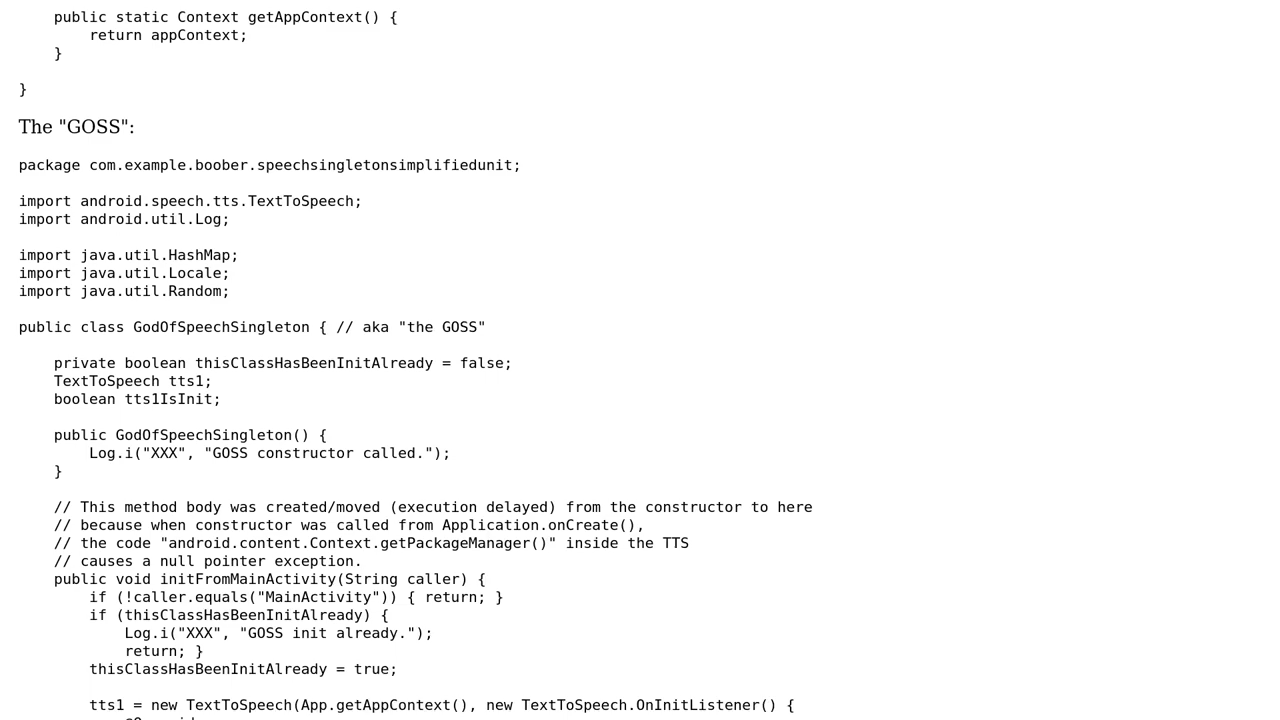 public static Context getAppContext() {
        return appContext;
    }

}
The "GOSS":
package com.example.boober.speechsingletonsimplifiedunit;

import android.speech.tts.TextToSpeech;
import android.util.Log;

import java.util.HashMap;
import java.util.Locale;
import java.util.Random;

public class GodOfSpeechSingleton { // aka "the GOSS"

    private boolean thisClassHasBeenInitAlready = false;
    TextToSpeech tts1;
    boolean tts1IsInit;

    public GodOfSpeechSingleton() {
        Log.i("XXX", "GOSS constructor called.");
    }

    // This method body was created/moved (execution delayed) from the constructor to here
    // because when constructor was called from Application.onCreate(),
    // the code "android.content.Context.getPackageManager()" inside the TTS
    // causes a null pointer exception.
    public void initFromMainActivity(String caller) {
        if (!caller.equals("MainActivity")) { return; }
        if (thisClassHasBeenInitAlready) {
            Log.i("XXX", "GOSS init already.");
            return; }
        thisClassHasBeenInitAlready = true;

        tts1 = new TextToSpeech(App.getAppContext(), new TextToSpeech.OnInitListener() {